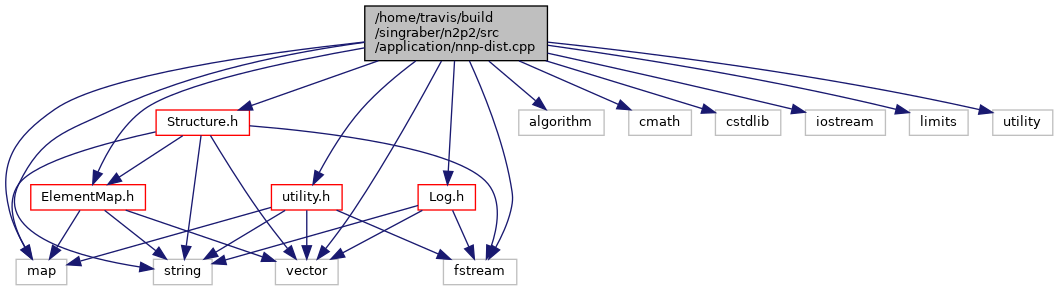 /home/travis/build
/singraber/n2p2/src
/application/nnp-dist.cpp
Structure.h
algorithm
cmath
cstdlib
iostream
limits
utility
ElementMap.h
utility.h
Log.h
map
string
vector
fstream